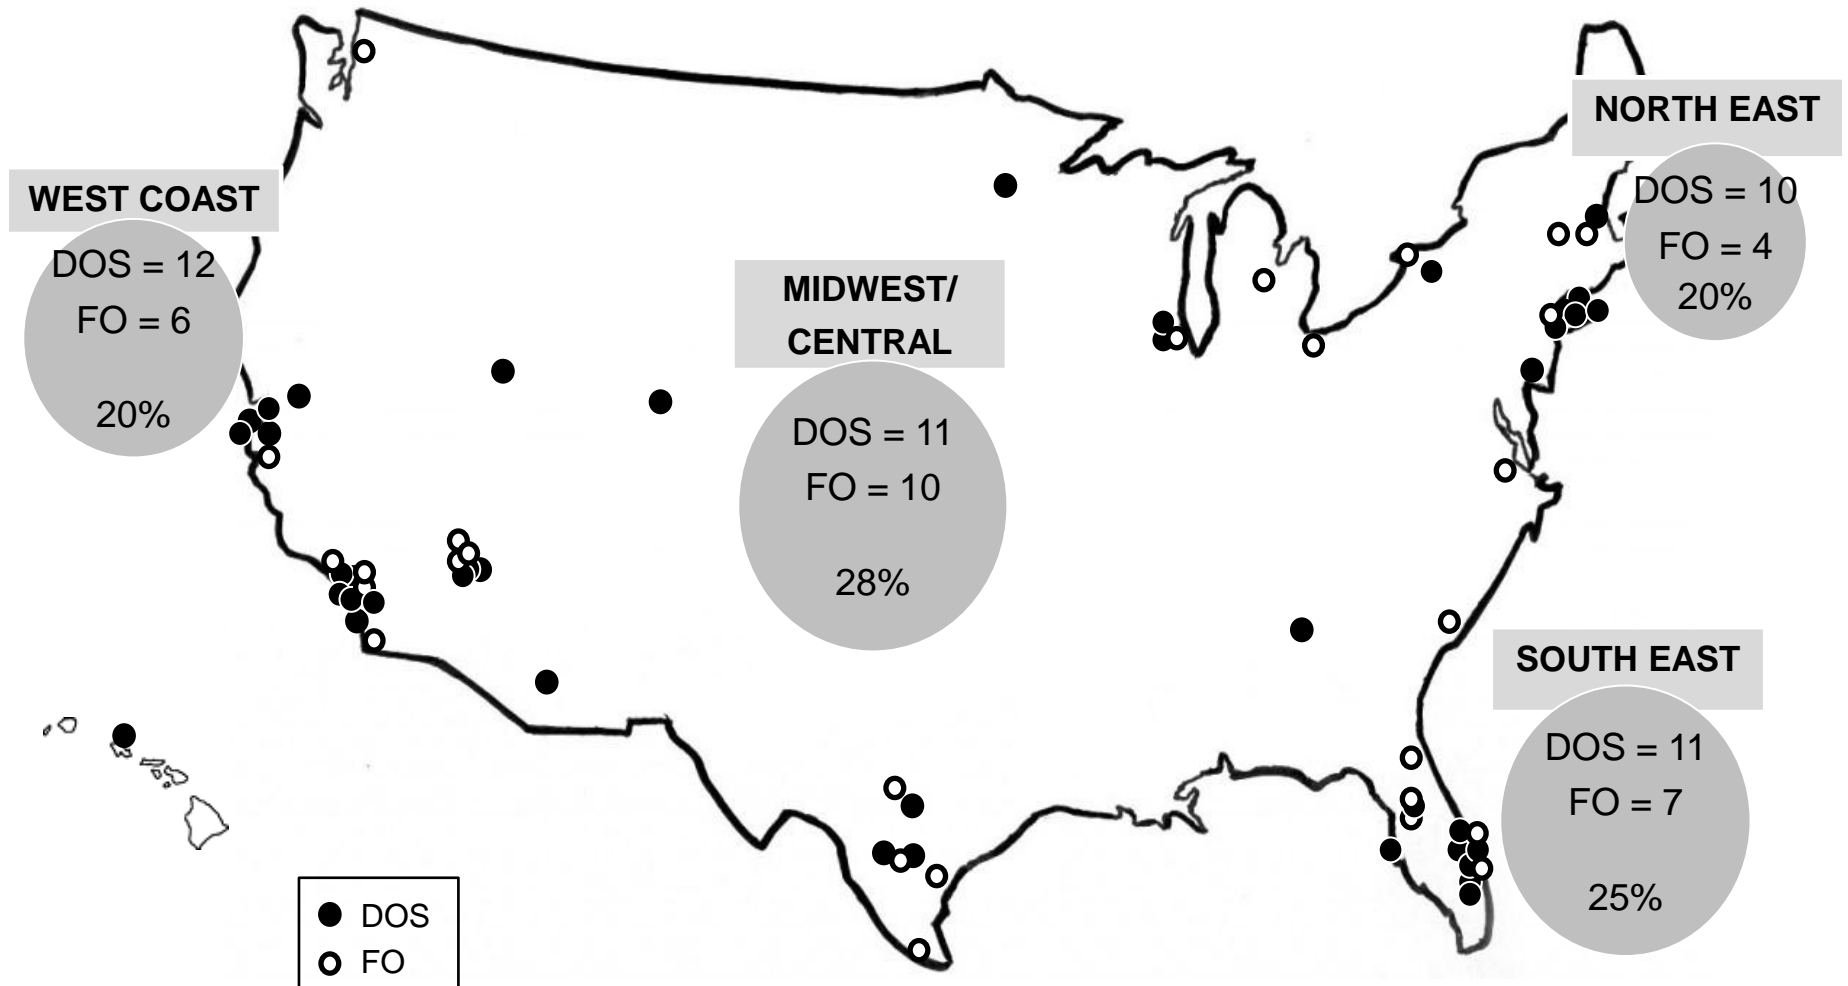 NORTH EAST
DOS = 10
FO = 4
20%
WEST COAST
DOS = 12
FO = 6
20%
MIDWEST/
CENTRAL
DOS = 11
FO = 10
28%
SOUTH EAST
DOS = 11
FO = 7
25%
DOS
FO